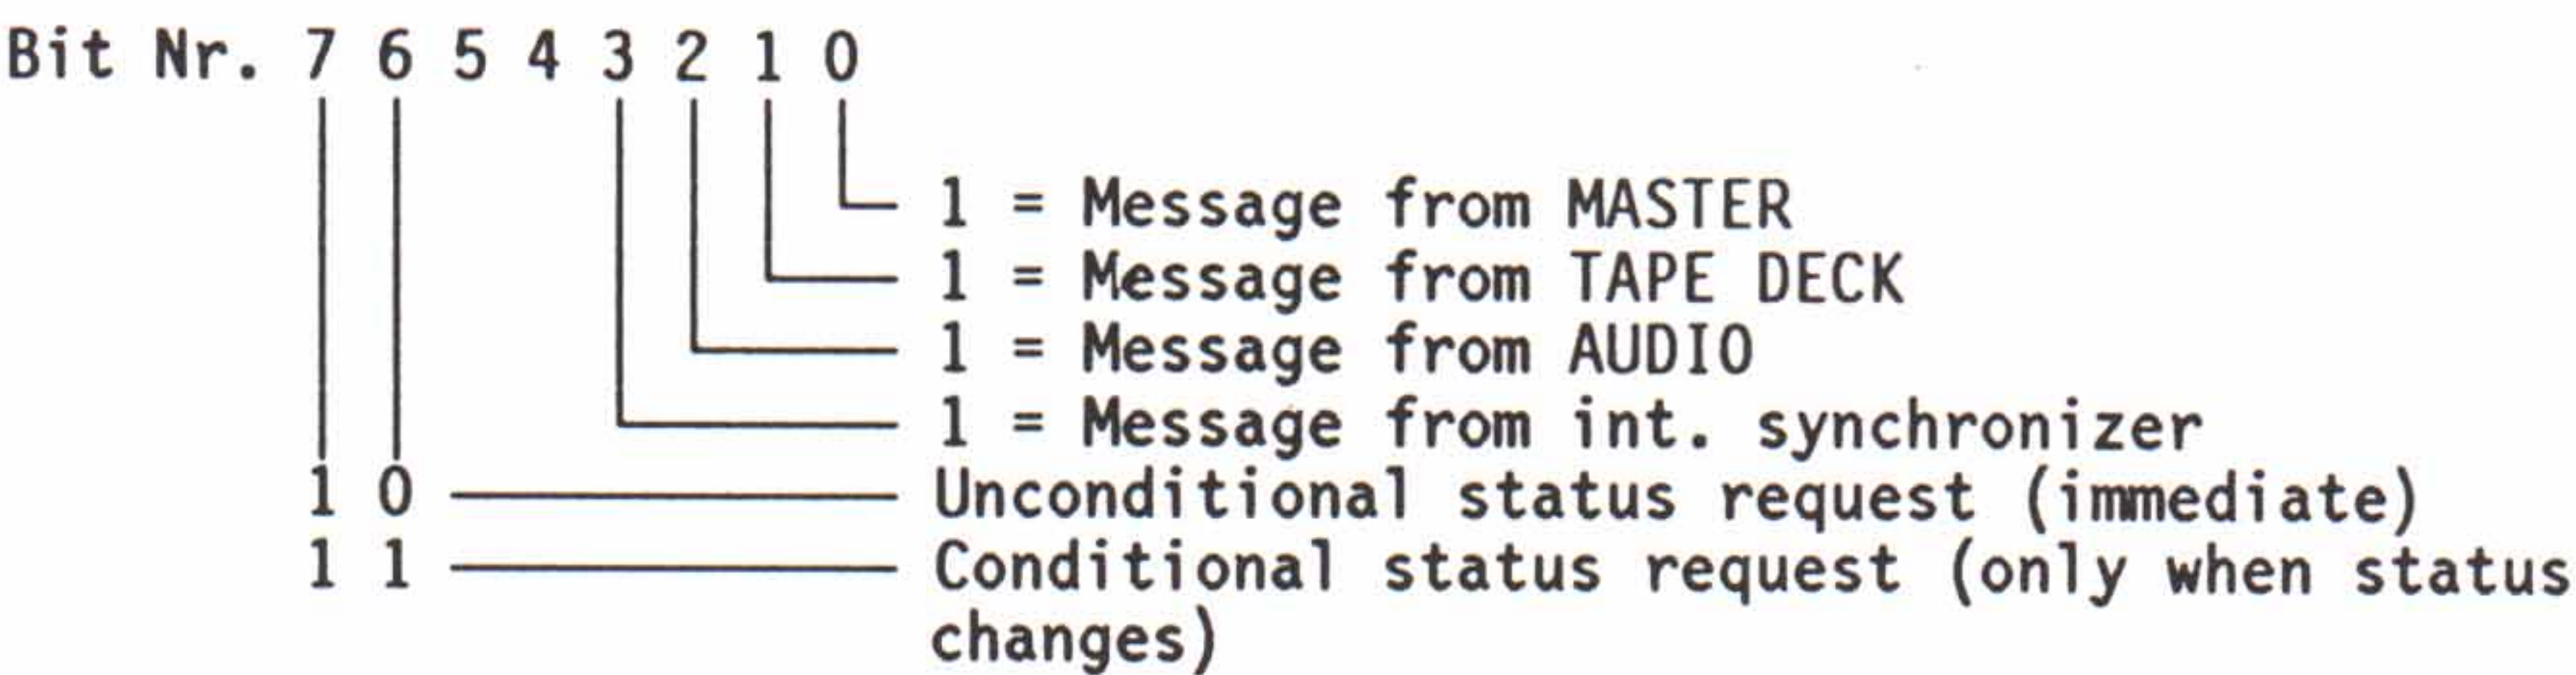 Bit Nr. 7 6 5 4 3 2 1 0
1 = Message from MASTER
1 = Message from TAPE DECK
1 = Message from AUDIO
1 = Message from int. synchronizer
1 0 Unconditional status request (immediate)
1 1 Conditional status request (only when status
changes)